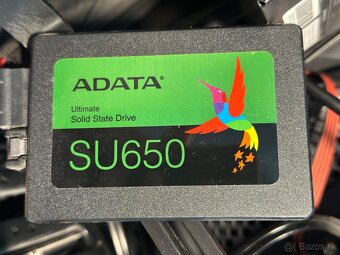 ADATA®
Ultimate
Solid State Drive
SU650
Bazos.sk